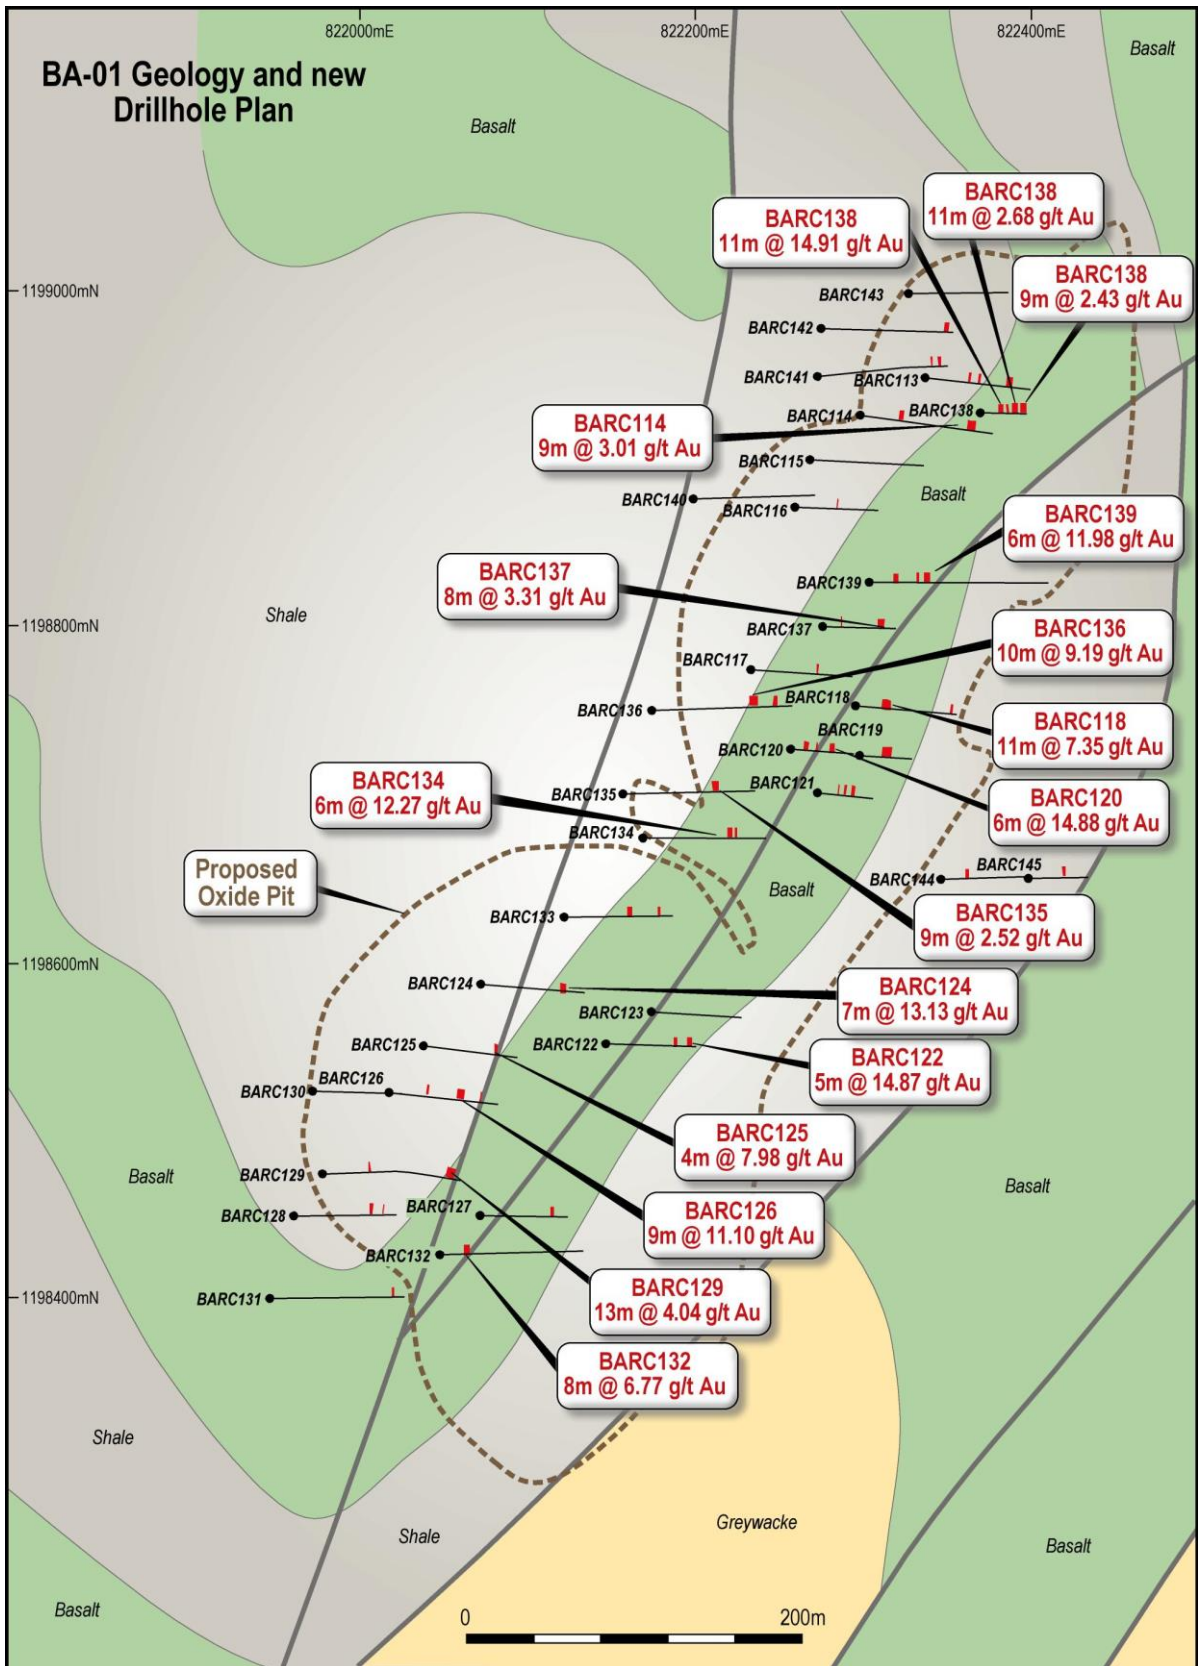 822000mE
822200mE
822400mE
BA-01 Geology and new
Drillhole Plan
Basalt
Basalt
BARC138
11m @ 2.68 g/t Au
BARC138
11m @ 14.91 g/t Au
BARC138
9m @ 2.43 g/t Au
1199000mN
BARC143
BARC142
BARC141
BARC113
BARC114
BARC138
BARC114
9m @ 3.01 g/t Au
BARC115
BARC140
BARC116
Basalt
BARC139
6m @ 11.98 g/t Au
BARC137
8m @ 3.31 g/t Au
BARC139
Shale
1198800mN
BARC137
BARC136
10m @ 9.19 g/t Au
BARC117
BARC136
BARC118
BARC118
11m @ 7.35 g/t Au
BARC119
BARC120
BARC134
6m @ 12.27 g/t Au
BARC135
BARC121
BARC120
6m @ 14.88 g/t Au
BARC134
Proposed
Oxide Pit
Basalt
BARC144
BARC145
BARC133
BARC135
9m @ 2.52 g/t Au
1198600mN
BARC124
BARC124
7m @ 13.13 g/t Au
BARC123
BARC125
BARC122
BARC122
5m @ 14.87 g/t Au
BARC130
BARC126
BARC125
4m @ 7.98 g/t Au
Basalt
BARC129
Basalt
BARC128
BARC127
BARC126
9m @ 11.10 g/t Au
BARC132
1198400mN
BARC131
BARC129
13m @ 4.04 g/t Au
BARC132
8m @ 6.77 g/t Au
Shale
Shale
Greywacke
Basalt
Basalt
0
200m